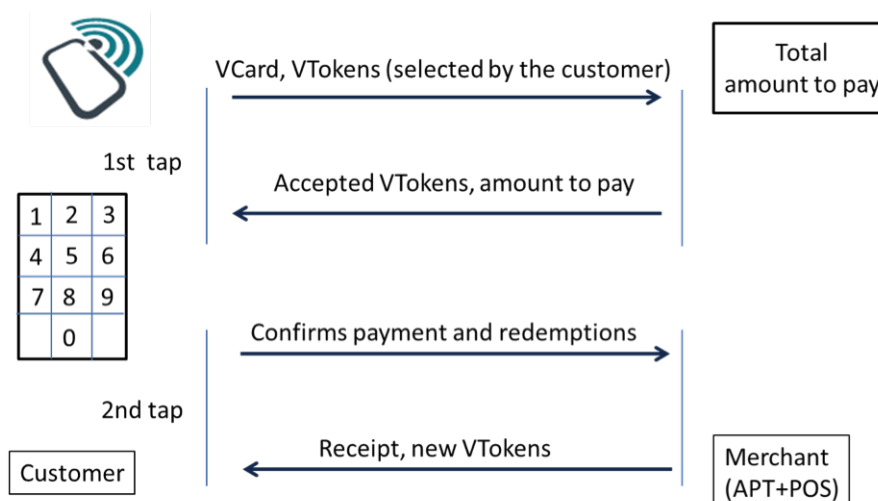 VCard, VTokens (selected by the customer)
Total
amount to pay
1st tap
Accepted VTokens, amount to pay
1 2 3
4 5 6
7 8 9
0
Confirms payment and redemptions
2nd tap
Receipt, new VTokens
Customer
Merchant
(APT+POS)